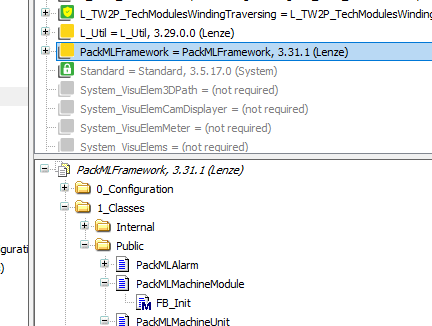 L_TW2P_TechModulesWindingTraversing = L_TW2P_TechModulesWinding
L_Util = L_Util, 3.29.0.0 (Lenze)
PackMLFramework = PackMLFramework, 3.31.1 (Lenze)
Standard = Standard, 3.5.17.0 (System)
System_VisuElem3DPath = (not required)
System_VisuElemCamDisplayer = (not required)
System_VisuElemMeter = (not required)
System_VisuElems = (not required)
PackMLFramework, 3.31.1 (Lenze)
0_Configuration
1_Classes
Internal
Public
PackMLAlarm
PackMLMachineModule
FB_Init
PackMLMachineUnit